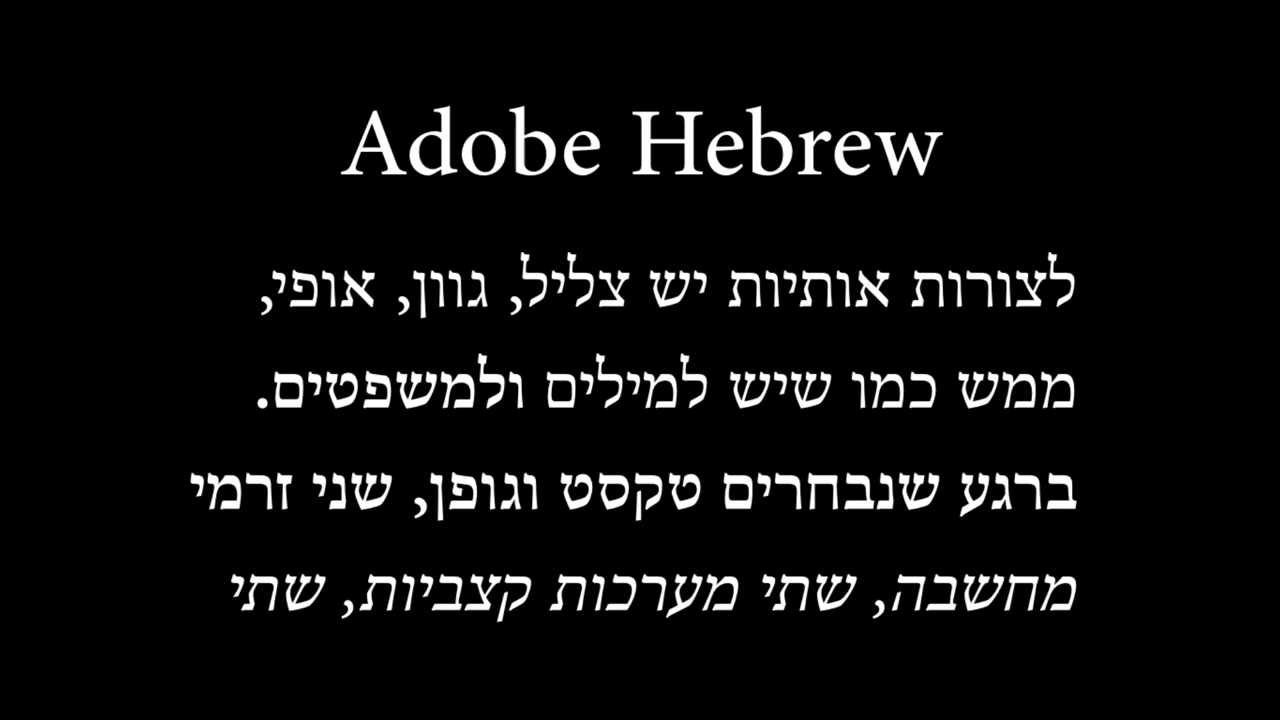 Adobe Hebrew
לצורות אותיות יש צליל, גוון, אופי,
ממש כמו שיש למילים ולמשפטים.
ברגע שנבחרים טקסט וגופן, שני זרמי
מחשבה, שתי מערכות קצביות, שתי